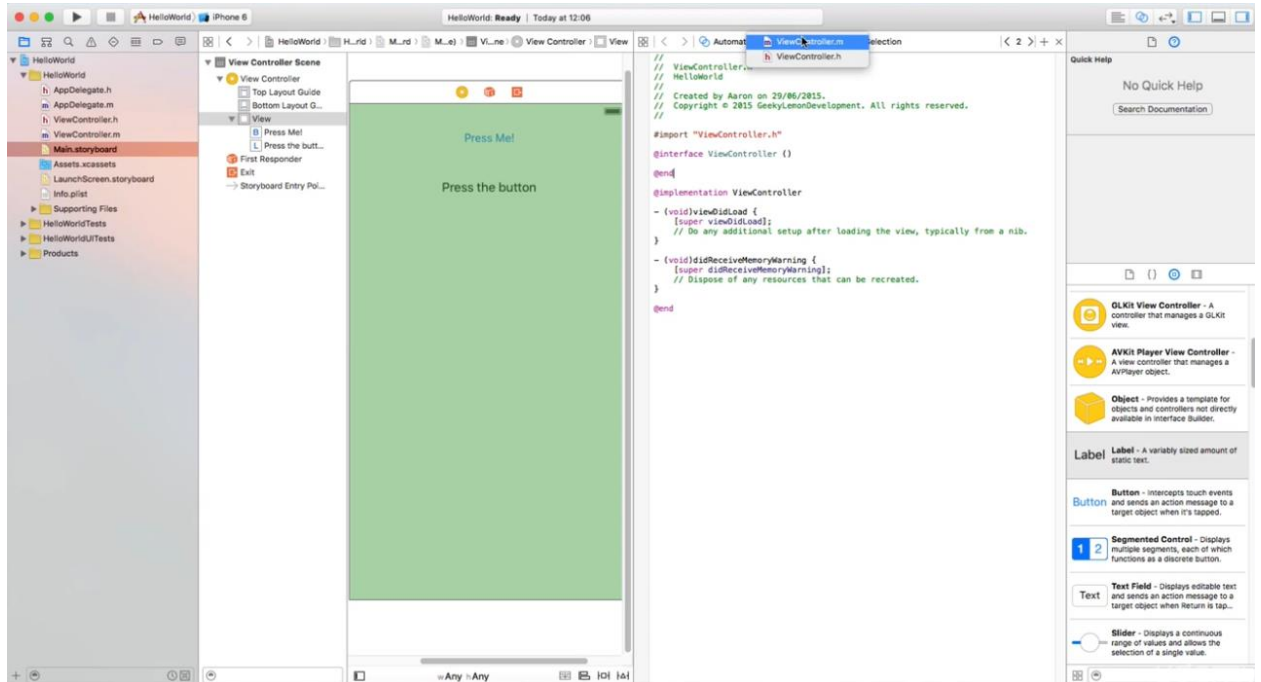 HelloWorld
iPhone 6
HelloWorld: Ready | Today at 12:06
HelloWorld
HelloWorld
AppDelegate.h
AppDelegate.m
ViewController.h
ViewController.m
Main.storyboard
Assets.xcassets
LaunchScreen.storyboard
Info.plist
Supporting Files
HelloWorldTests
HelloWorldUITests
Products
HelloWorld
H...rid
M...rd
M...e)
Vi...ne
View Controller
View
View Controller Scene
View Controller
Top Layout Guide
Bottom Layout G...
View
B Press Me!
L Press the butt...
First Responder
Exit
Storyboard Entry Poi...
Press Me!
Press the button
w Any h Any
Automat
ViewController.m
ViewController.h
election
2
//
// ViewController.
// HelloWorld
//
// Created by Aaron on 29/06/2015.
// Copyright © 2015 GeekyLemonDevelopment. All rights reserved.
//
#import "ViewController.h"
@interface ViewController ()
@end
@implementation ViewController
- (void)viewDidLoad {
[super viewDidLoad];
// Do any additional setup after loading the view, typically from a nib.
}
- (void)didReceiveMemoryWarning {
[super didReceiveMemoryWarning];
// Dispose of any resources that can be recreated.
}
@end
Quick Help
No Quick Help
Search Documentation
GLKit View Controller - A
controller that manages a GLKit
view.
AVKit Player View Controller -
A view controller that manages a
AVPlayer object.
Object - Provides a template for
objects and controllers not directly
available in Interface Builder.
Label
Label - A variably sized amount of
static text.
Button
Button - Intercepts touch events
and sends an action message to a
target object when it's tapped.
1 2
Segmented Control - Displays
multiple segments, each of which
functions as a discrete button.
Text
Text Field - Displays editable text
and sends an action message to a
target object when Return is tap...
Slider - Displays a continuous
range of values and allows the
selection of a single value.